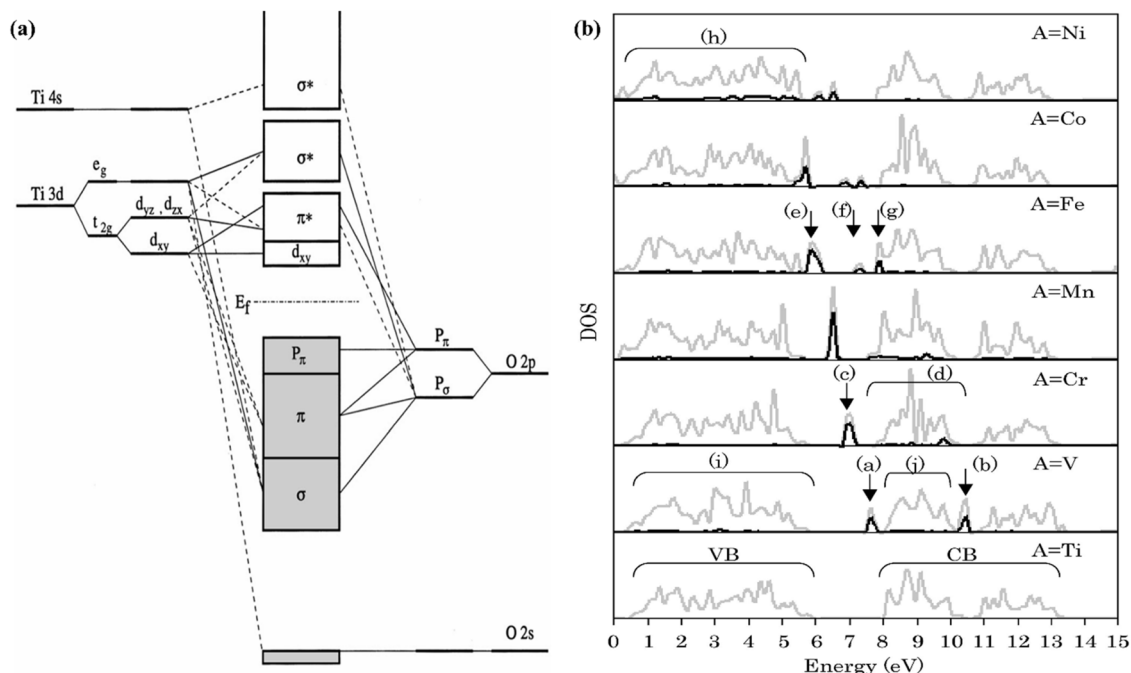 (a)
σ*
Ti 4s
σ*
e_g
Ti 3d
d_yz , d_zx
π*
t_2g
d_xy
d_xy
E_f
P_π
P_π
O 2p
P_σ
π
σ
O 2s
(b)
(h)
A=Ni
A=Co
(e)
(f)
(g)
A=Fe
A=Mn
(c)
(d)
A=Cr
(i)
(a)
(j)
(b)
A=V
VB
CB
A=Ti
DOS
0 1 2 3 4 5 6 7 8 9 10 11 12 13 14 15
Energy (eV)